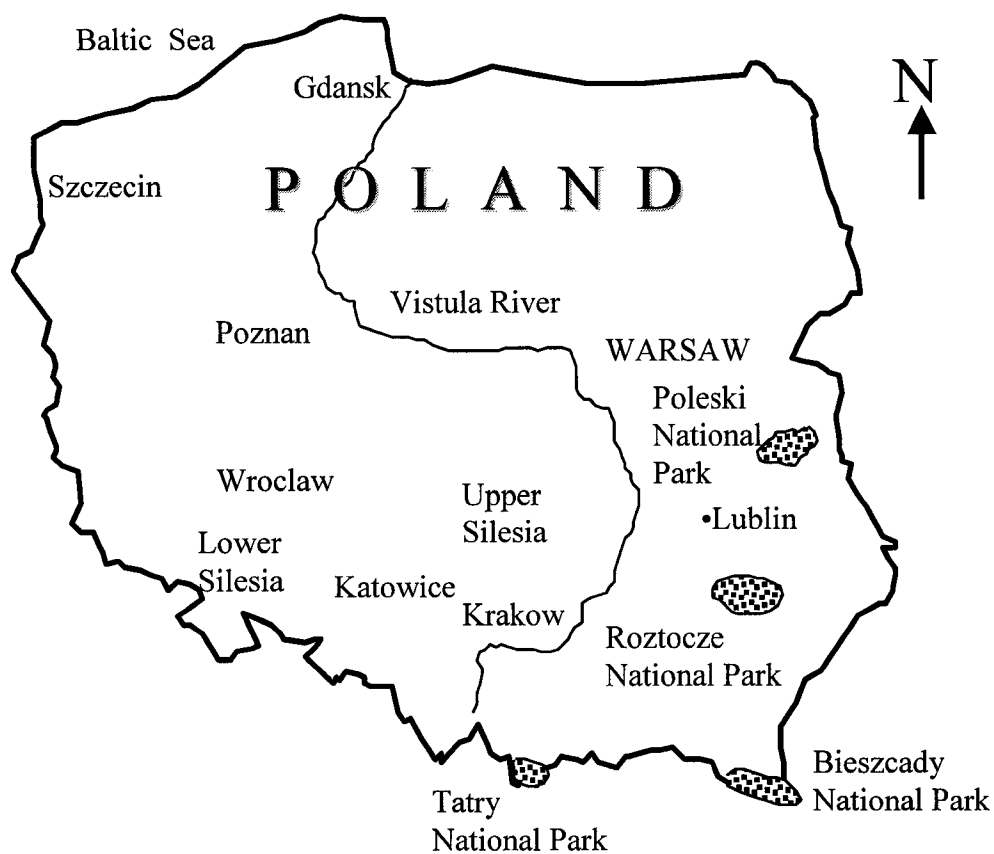 Baltic Sea
Gdansk
N
Szczecin
POLAND
Vistula River
Poznan
WARSAW
Poleski
National
Park
Wroclaw
Upper
Silesia
•Lublin
Lower
Silesia
Katowice
Krakow
Roztocze
National Park
Bieszcady
National Park
Tatry
National Park